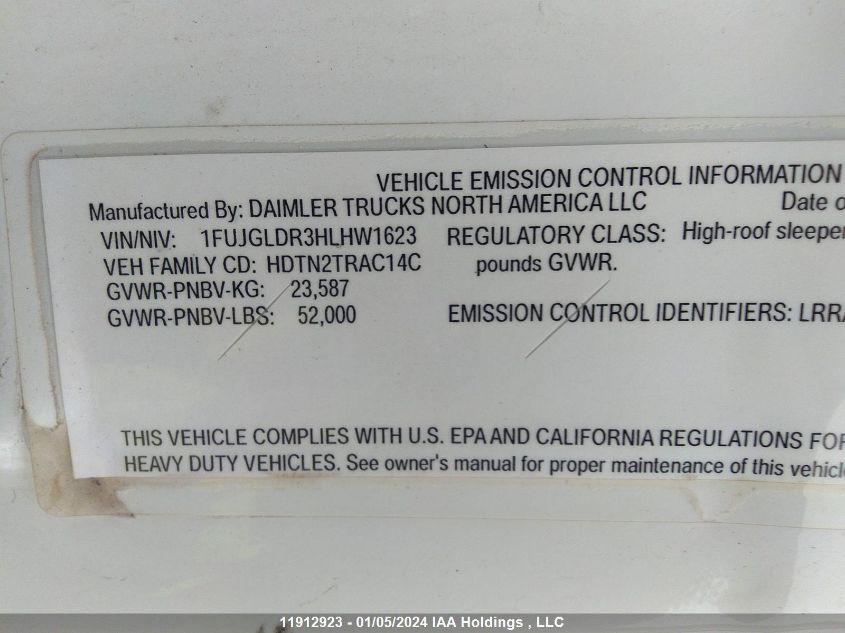 VEHICLE EMISSION CONTROL INFORMATION
Manufactured By: DAIMLER TRUCKS NORTH AMERICA LLC Date o
VIN/NIV: 1FUJGLDR3HLHW1623 REGULATORY CLASS: High-roof sleeper
VEH FAMILY CD: HDTN2TRAC14C pounds GVWR.
GVWR-PNBV-KG: 23,587
GVWR-PNBV-LBS: 52,000 EMISSION CONTROL IDENTIFIERS: LRRA
THIS VEHICLE COMPLIES WITH U.S. EPA AND CALIFORNIA REGULATIONS FOR
HEAVY DUTY VEHICLES. See owner's manual for proper maintenance of this vehicle
11912923 - 01/05/2024 IAA Holdings , LLC